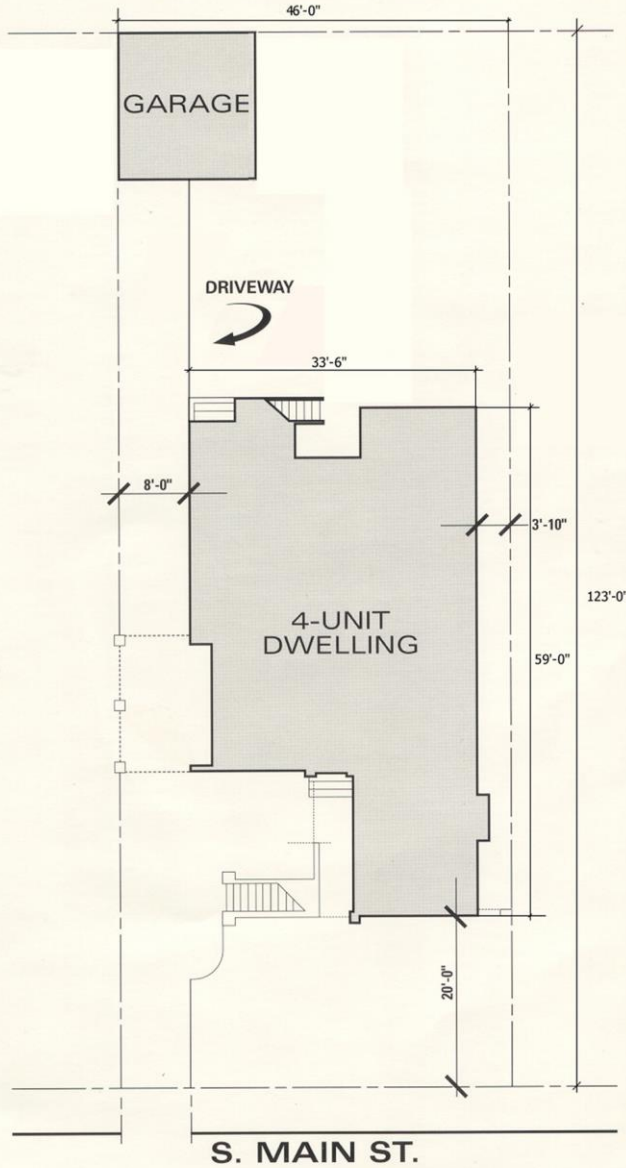 46'-0"
GARAGE
DRIVEWAY
33'-6"
8'-0"
3'-10"
123'-0"
4-UNIT
DWELLING
59'-0"
20'-0"
S. MAIN ST.